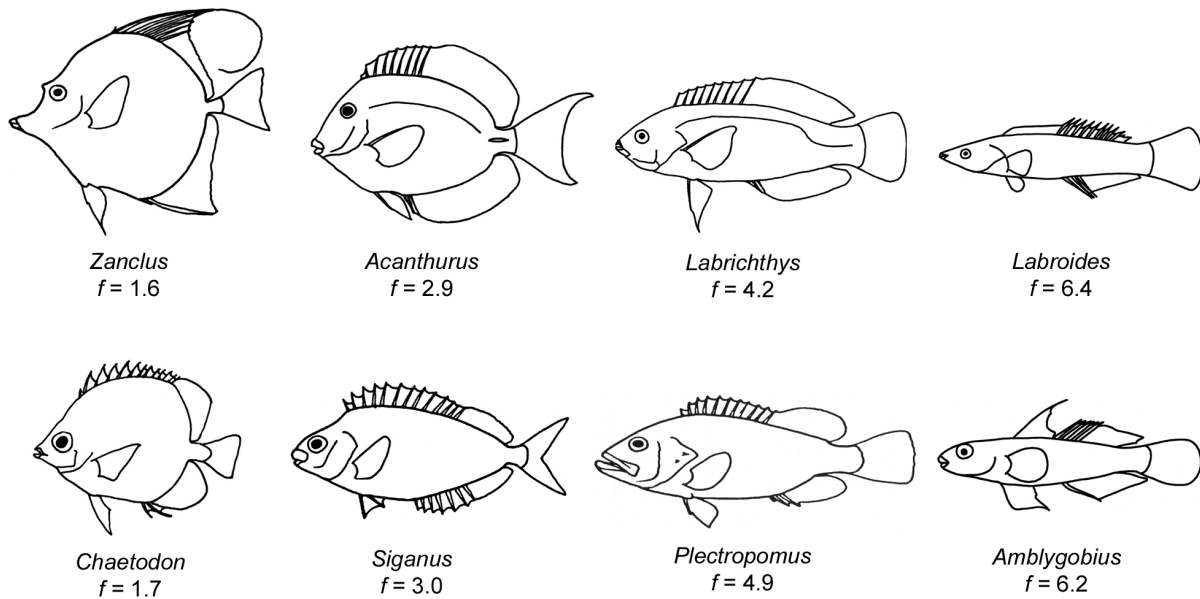 Zanclus
f = 1.6
Acanthurus
f = 2.9
Labrichthys
f = 4.2
Labroides
f = 6.4
Chaetodon
f = 1.7
Siganus
f = 3.0
Plectropomus
f = 4.9
Amblygobius
f = 6.2